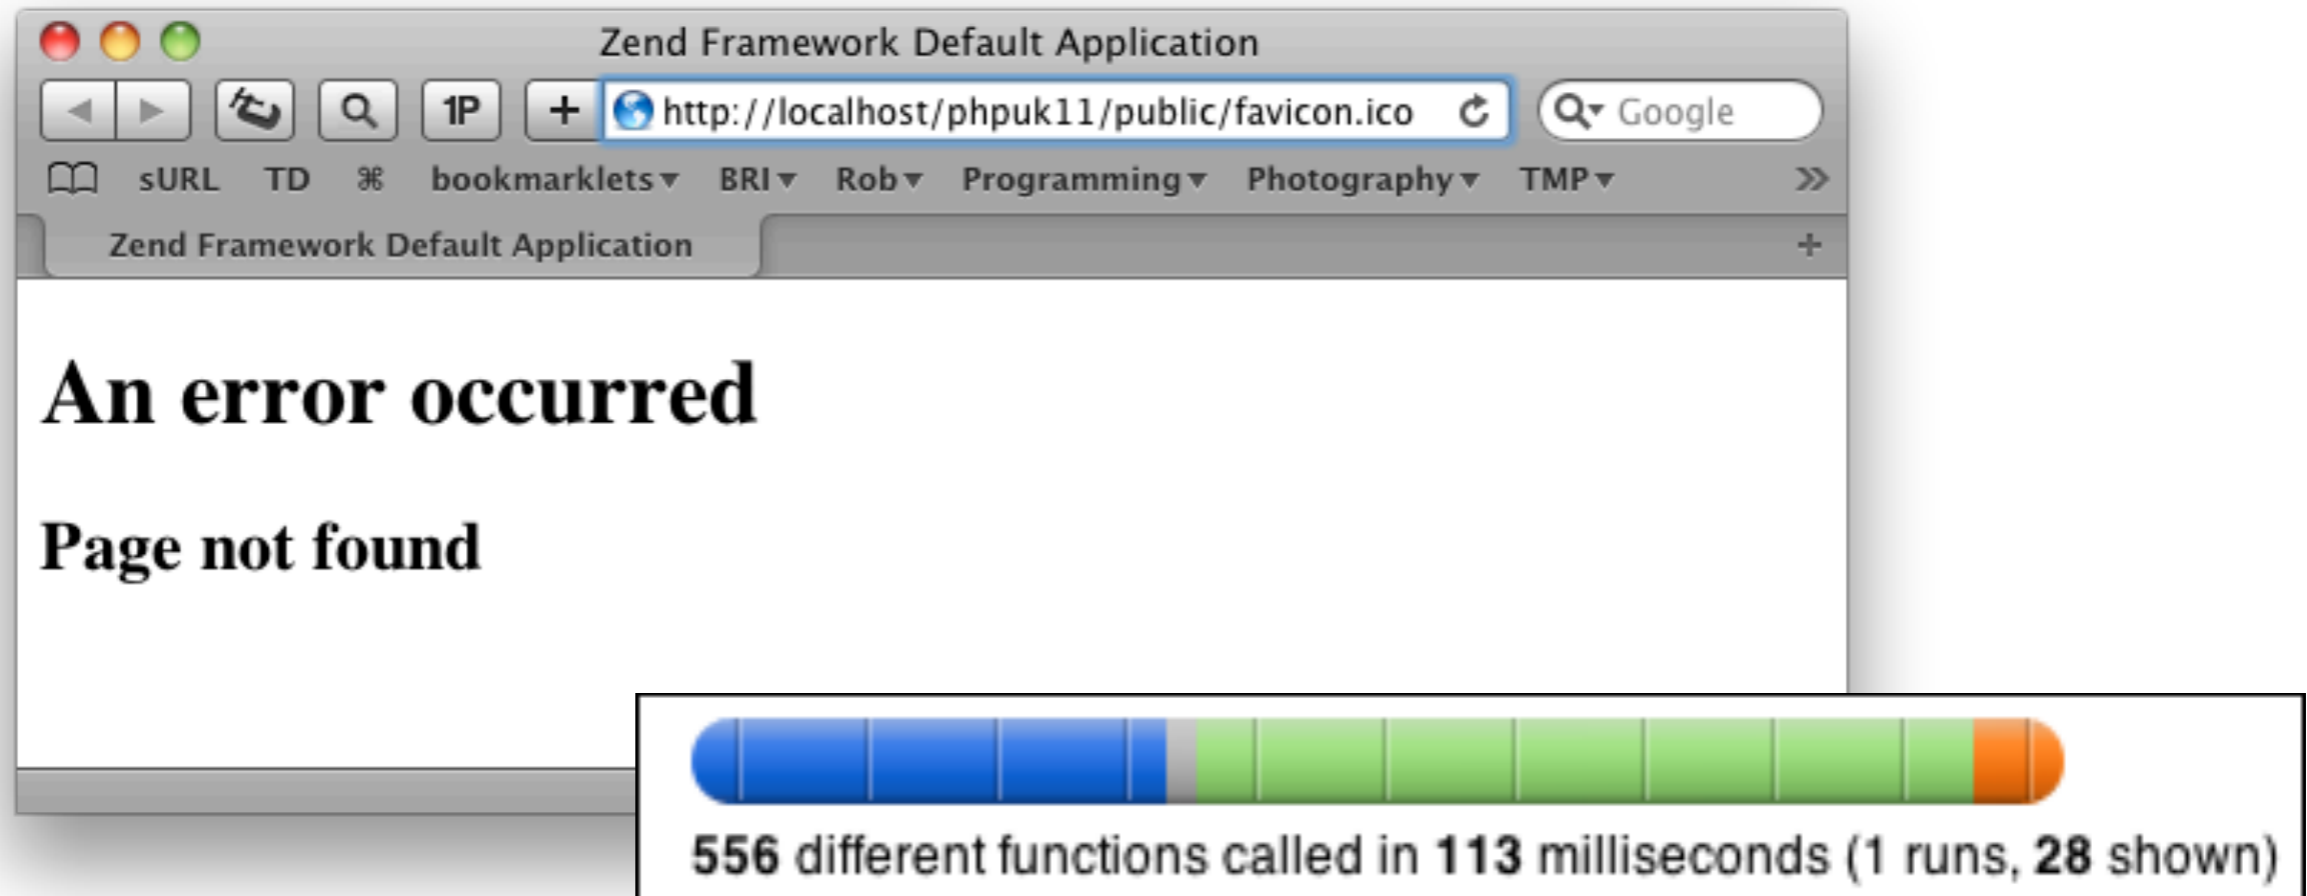 Zend Framework Default Application
1P + http://localhost/phpuk11/public/favicon.ico Google
sURL TD ⌘ bookmarklets▾ BRI▾ Rob▾ Programming▾ Photography▾ TMP▾ »
Zend Framework Default Application +
An error occurred
Page not found
556 different functions called in 113 milliseconds (1 runs, 28 shown)